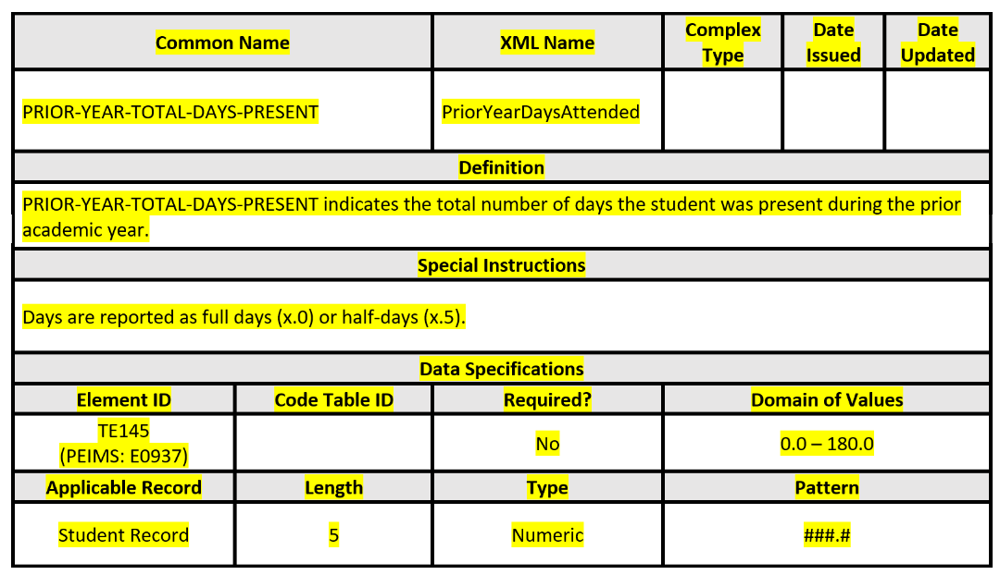 Common Name
XML Name
Complex
Type
Date
Issued
Date
Updated
PRIOR-YEAR-TOTAL-DAYS-PRESENT
PriorYearDaysAttended
Definition
PRIOR-YEAR-TOTAL-DAYS-PRESENT indicates the total number of days the student was present during the prior
academic year.
Special Instructions
Days are reported as full days (x.0) or half-days (x.5).
Data Specifications
Element ID
Code Table ID
Required?
Domain of Values
TE145
(PEIMS: E0937)
No
0.0 – 180.0
Applicable Record
Length
Type
Pattern
Student Record
5
Numeric
###.#